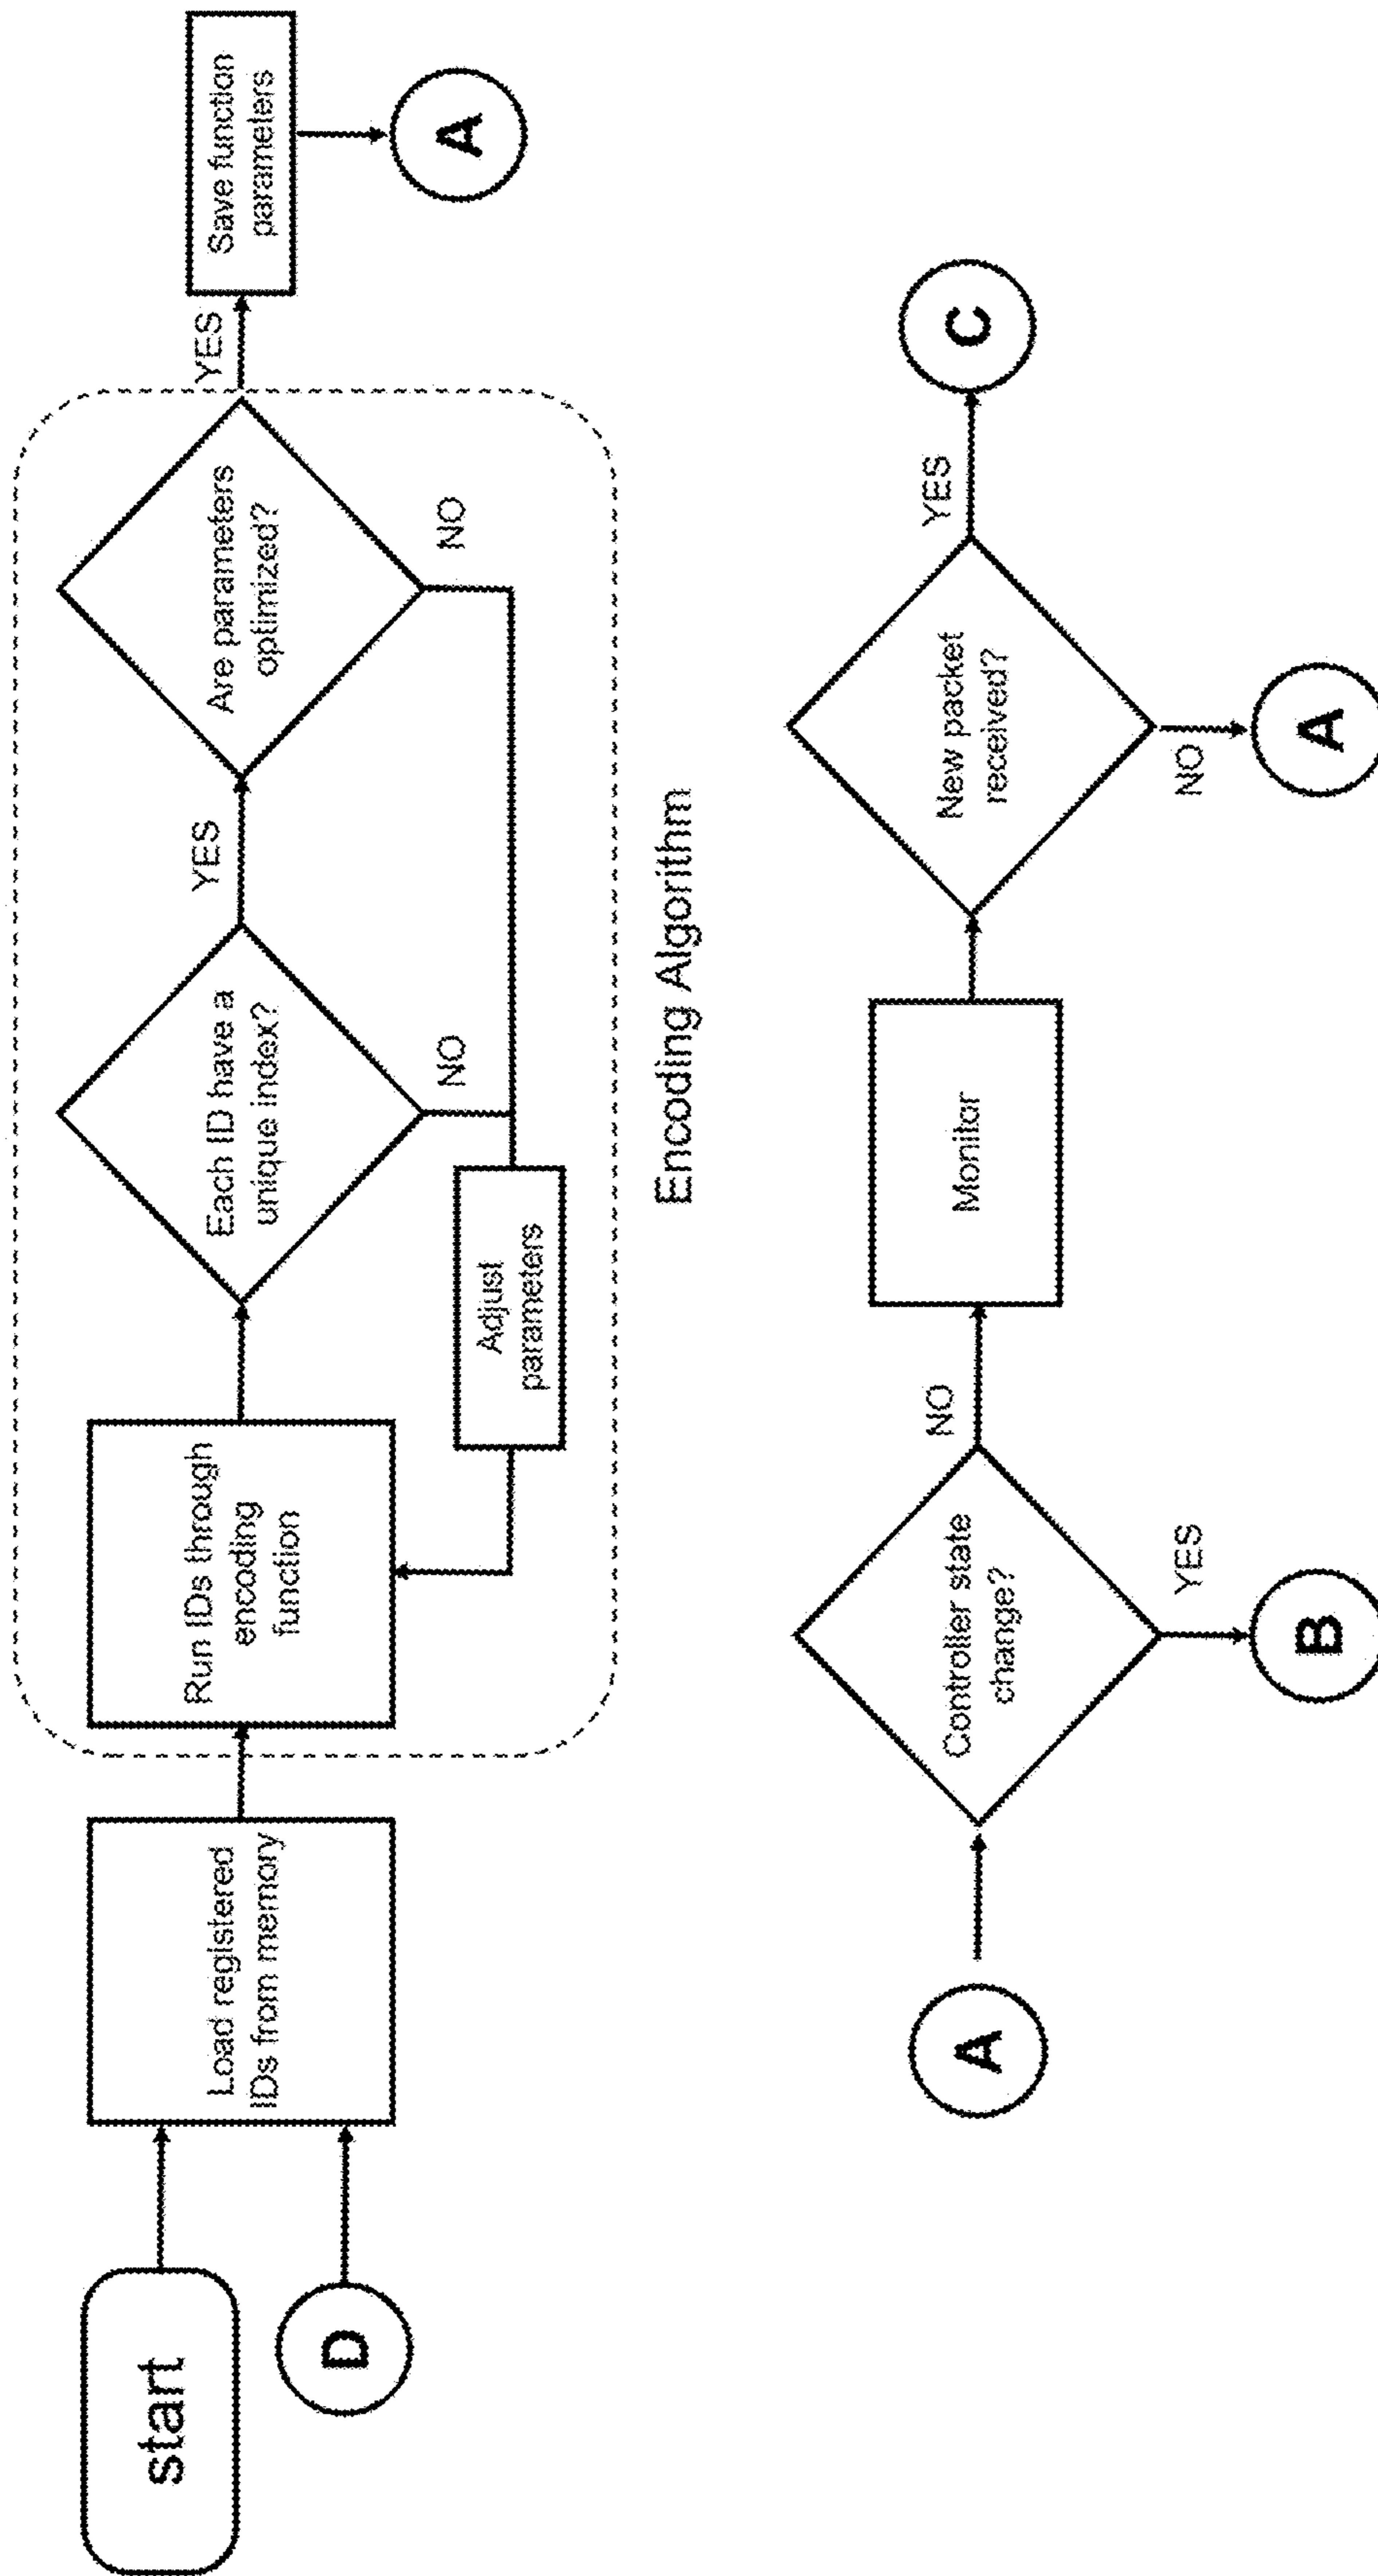 start
D
Load registered
IDs from memory
Run IDs through
encoding
function
Each ID have a
unique index?
YES
NO
Adjust
parameters
Are parameters
optimized?
YES
NO
Save function
parameters
A
Encoding Algorithm
A
Controller state
change?
NO
YES
B
Monitor
New packet
received?
YES
NO
C
A